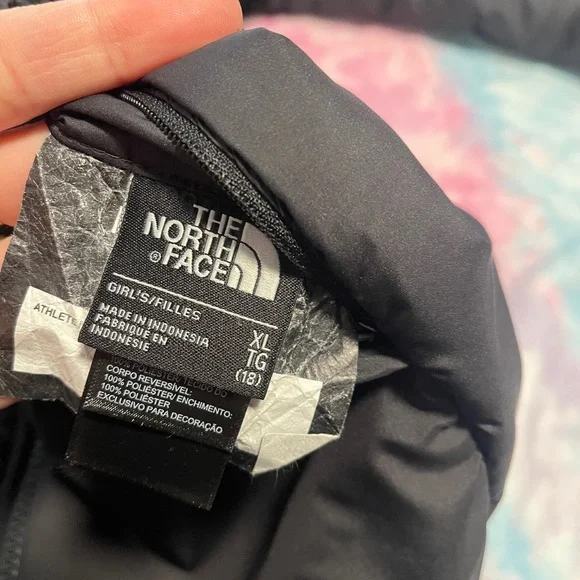 THE
NORTH
FACE
®
GIRL'S/FILLES
MADE IN INDONESIA
FABRIQUÉ EN
INDONESIE
XL
TG
(18)
ATHLETE
CORPO REVERSÍVEL:
100% POLIÉSTER/ENCHIMENTO:
100% POLIÉSTER
EXCLUSIVO PARA DECORAÇÃO